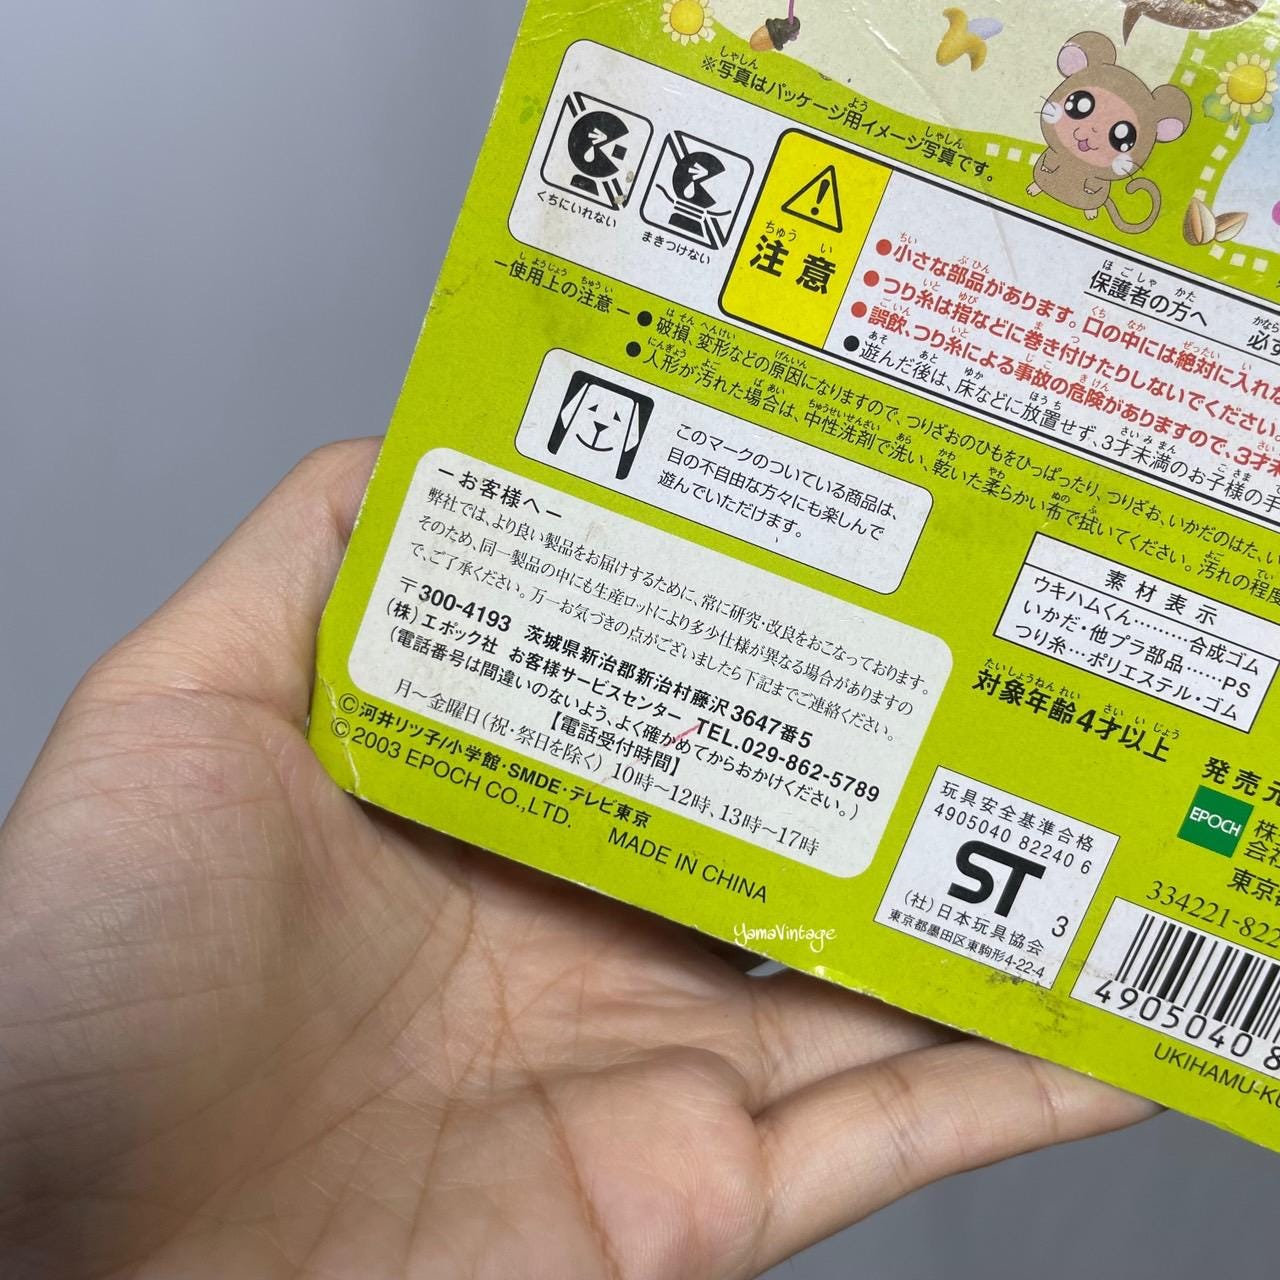 ※写真はパッケージ用イメージ写真です。
くちにいれない
まきつけない
注意
保護者の方へ
必ず
●小さな部品があります。口の中には絶対に入れな
●つり糸は指などに巻き付けたりしないでください。
●誤飲、つり糸による事故の危険がありますので、3才未
●遊んだ後は、床などに放置せず、3才未満のお子様の手
ー使用上の注意ー
●破損、変形などの原因になりますので、つりざおのひもをひっぱったり、つりざお、いかだのはた、い
●人形が汚れた場合は、中性洗剤で洗い、乾いた柔らかい布で拭いてください。汚れの程度
このマークのついている商品は、
目の不自由な方々にも楽しんで
遊んでいただけます。
ーお客様へー
弊社では、より良い製品をお届けするために、常に研究・改良をおこなっております。
そのため、同一製品の中にも生産ロットにより多少仕様が異なる場合がありますの
で、ご了承ください。万一お気づきの点がございましたら下記までご連絡ください。
〒300-4193 茨城県新治郡新治村藤沢3647番5
(株)エポック社 お客様サービスセンター TEL.029-862-5789
(電話番号は間違いのないよう、よく確かめてからおかけください。)
【電話受付時間】
月〜金曜日(祝・祭日を除く) 10時〜12時、13時〜17時
©河井リツ子/小学館・SMDE・テレビ東京
©2003 EPOCH CO.,LTD.
MADE IN CHINA
素材表示
ウキハムくん………合成ゴム
いかだ・他プラ部品……PS
つり糸…ポリエステル・ゴム
対象年齢4才以上
玩具安全基準合格
4905040 82240 6
ST
3
(社)日本玩具協会
東京都墨田区東駒形4-22-4
発売元
EPOCH
株
会社
東京
334221-822
4905040 8
UKIHAMU-KU
YamaVintage